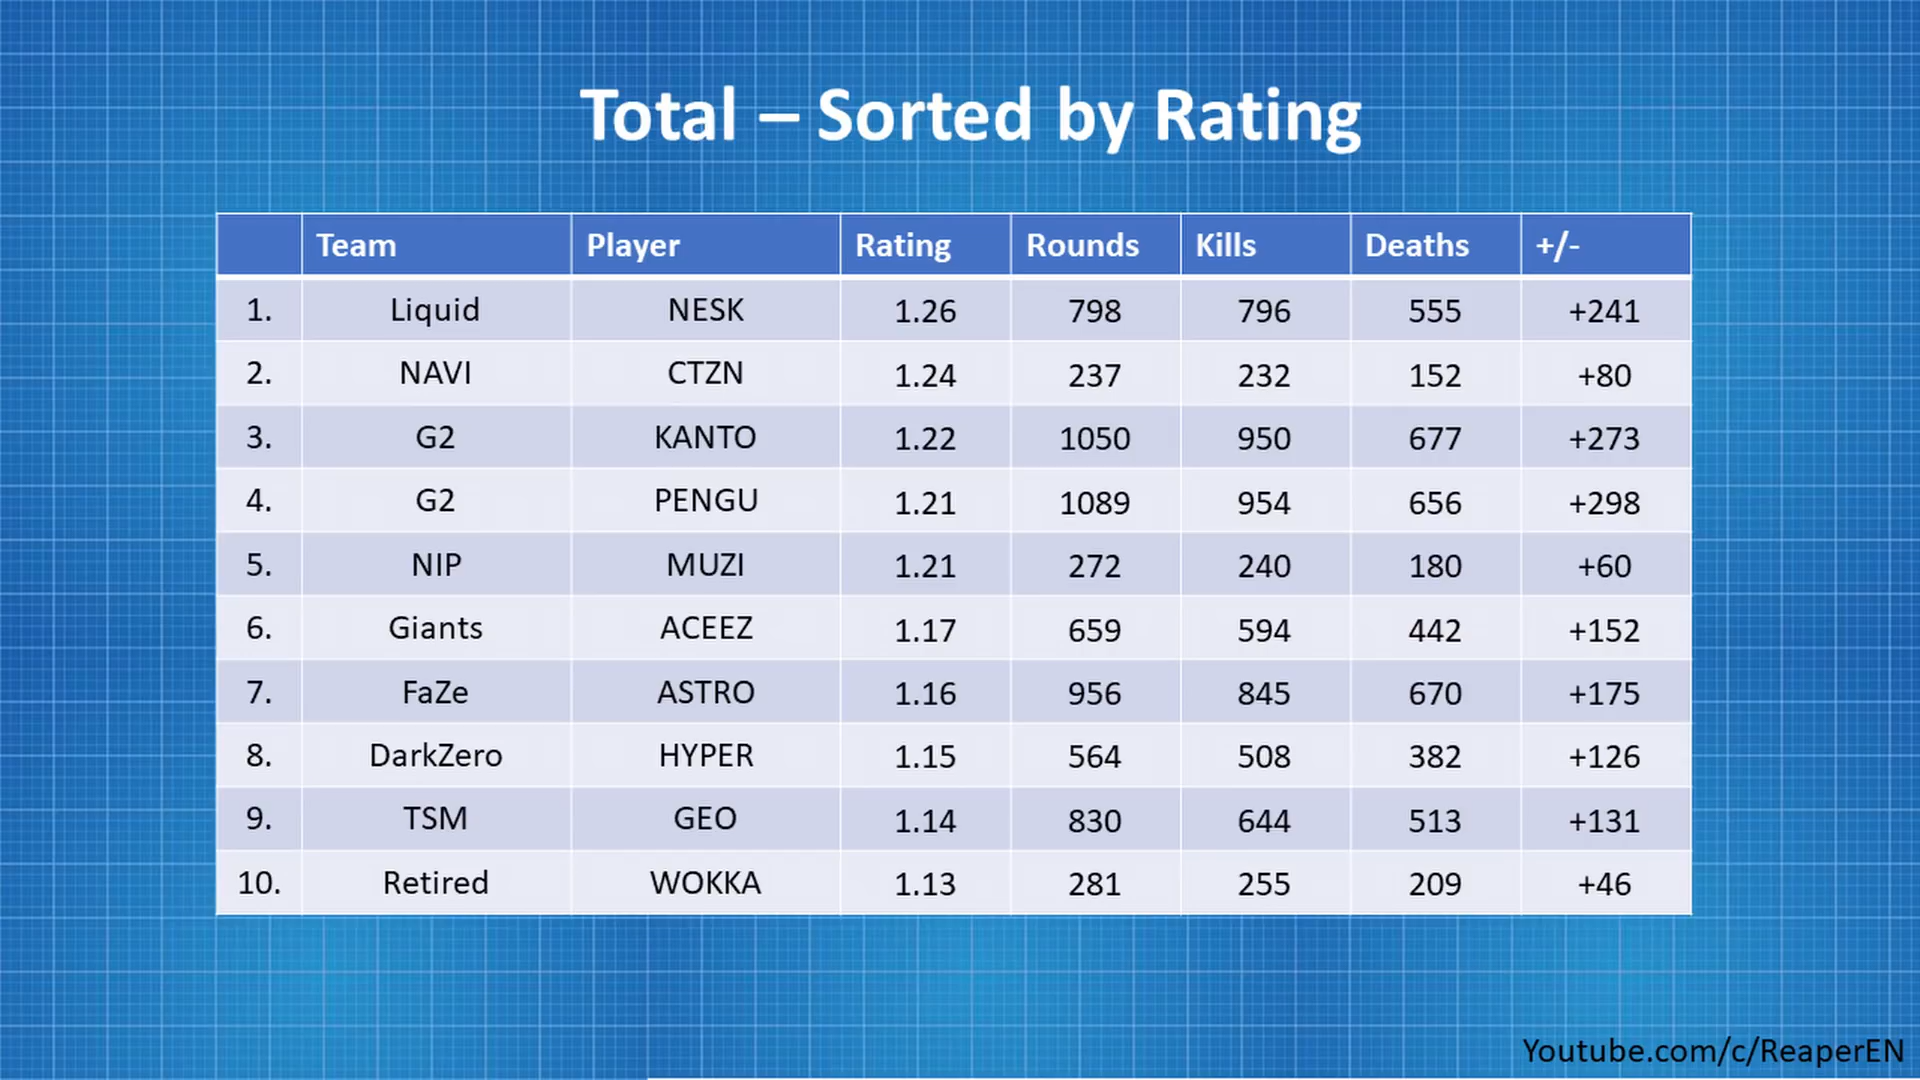 Total – Sorted by Rating
Team Player Rating Rounds Kills Deaths +/-
1. Liquid NESK 1.26 798 796 555 +241
2. NAVI CTZN 1.24 237 232 152 +80
3. G2 KANTO 1.22 1050 950 677 +273
4. G2 PENGU 1.21 1089 954 656 +298
5. NIP MUZI 1.21 272 240 180 +60
6. Giants ACEEZ 1.17 659 594 442 +152
7. FaZe ASTRO 1.16 956 845 670 +175
8. DarkZero HYPER 1.15 564 508 382 +126
9. TSM GEO 1.14 830 644 513 +131
10. Retired WOKKA 1.13 281 255 209 +46
Youtube.com/c/ReaperEN